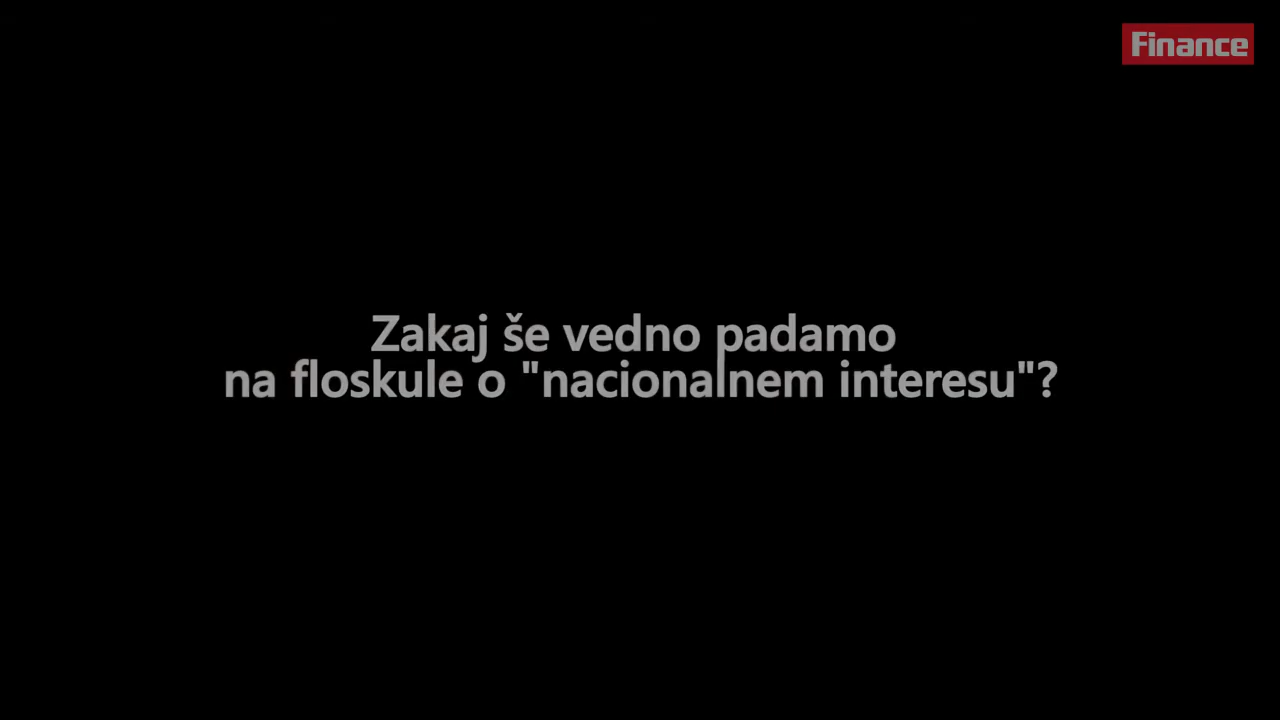 Finance
Zakaj še vedno padamo
na floskule o "nacionalnem interesu"?